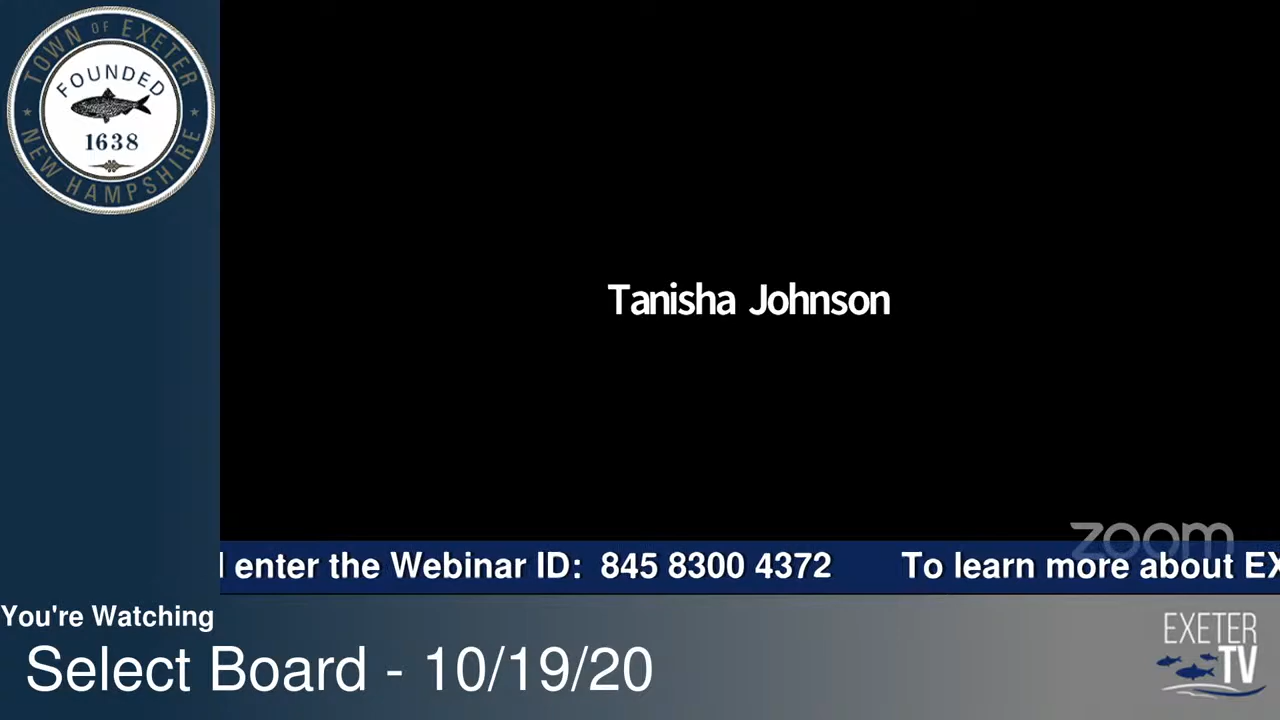 TOWN OF EXETER
FOUNDED
1638
NEW HAMPSHIRE
Tanisha Johnson
zoom
enter the Webinar ID: 845 8300 4372 To learn more about
You're Watching
Select Board - 10/19/20
EXETER
TV